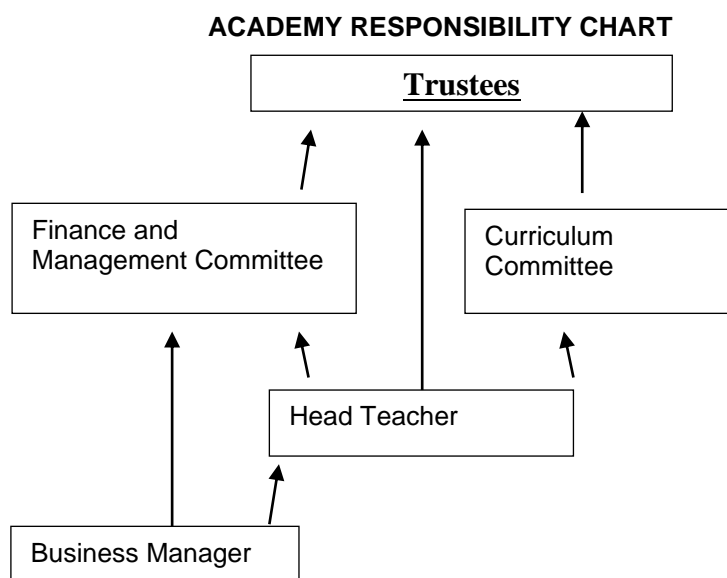 ACADEMY RESPONSIBILITY CHART
Trustees
Finance and
Management Committee
Curriculum
Committee
Head Teacher
Business Manager